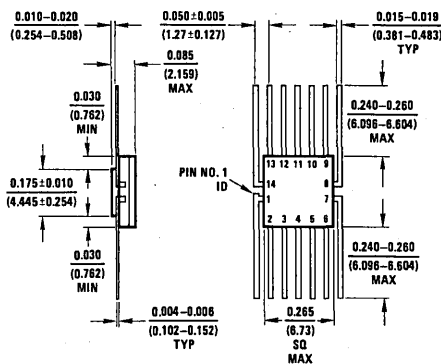 0.010–0.020
(0.254–0.508)
0.050±0.005
(1.27±0.127)
0.015–0.019
(0.381–0.483)
TYP
0.085
(2.159)
MAX
0.030
(0.762)
MIN
0.240–0.260
(6.096–6.604)
MAX
PIN NO. 1
ID
13 12 11 10 9
14 8
1 7
2 3 4 5 6
0.175±0.010
(4.445±0.254)
0.030
(0.762)
MIN
0.240–0.260
(6.096–6.604)
MAX
0.004–0.006
(0.102–0.152)
TYP
0.265
(6.73)
SQ
MAX